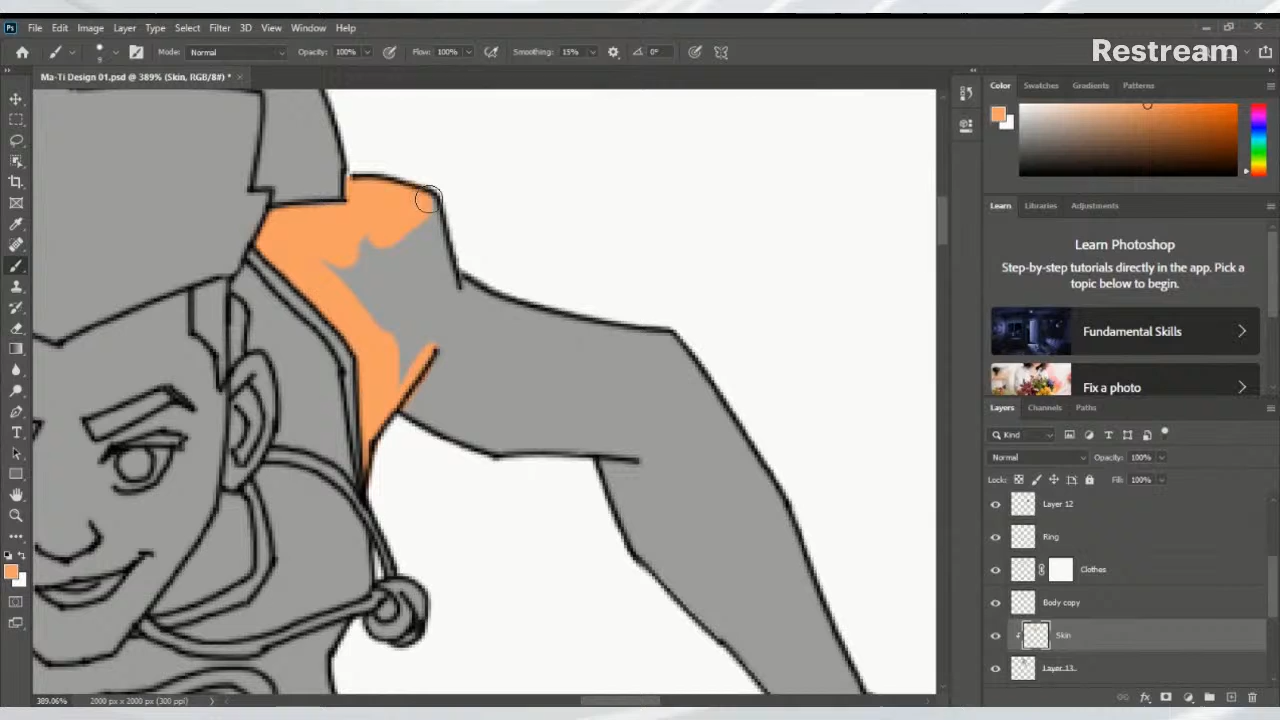 Ps File Edit Image Layer Type Select Filter 3D View Window Help
Restream
9 Mode: Normal Opacity: 100% Flow: 100% Smoothing: 15% 0°
Ma-Ti Design 01.psd @ 389% (Skin, RGB/8#) * ×
Color Swatches Gradients Patterns
Learn Libraries Adjustments
Learn Photoshop
Step-by-step tutorials directly in the app. Pick a
topic below to begin.
Fundamental Skills
Fix a photo
Layers Channels Paths
Kind
Normal Opacity: 100%
Lock: Fill: 100%
Layer 12
Ring
Clothes
Body copy
Skin
Layer 13
389.06% 2000 px x 2000 px (300 ppi)